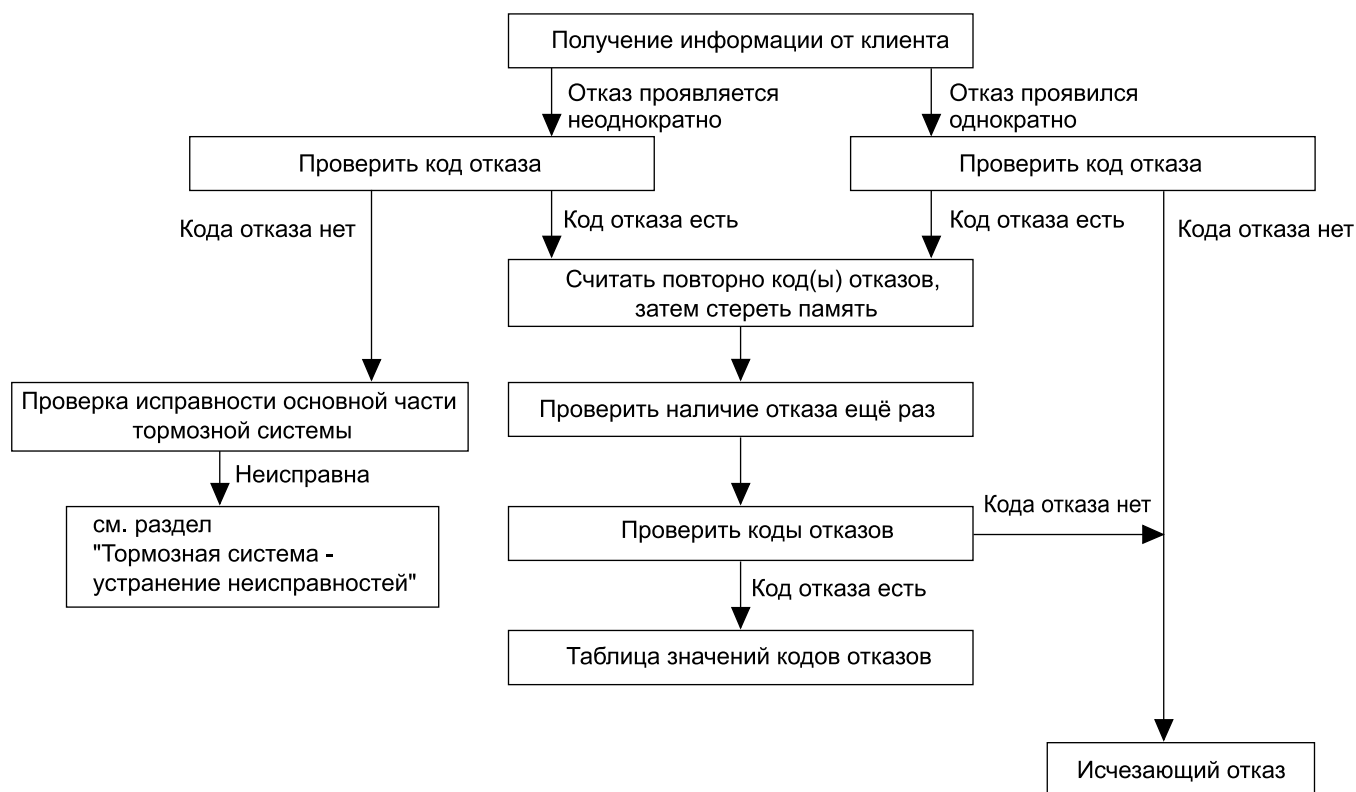 Получение информации от клиента
Отказ проявляется
неоднократно
Отказ проявился
однократно
Проверить код отказа
Проверить код отказа
Кода отказа нет
Код отказа есть
Код отказа есть
Кода отказа нет
Считать повторно код(ы) отказов,
затем стереть память
Проверка исправности основной части
тормозной системы
Проверить наличие отказа ещё раз
Неисправна
см. раздел
"Тормозная система -
устранение неисправностей"
Проверить коды отказов
Кода отказа нет
Код отказа есть
Таблица значений кодов отказов
Исчезающий отказ